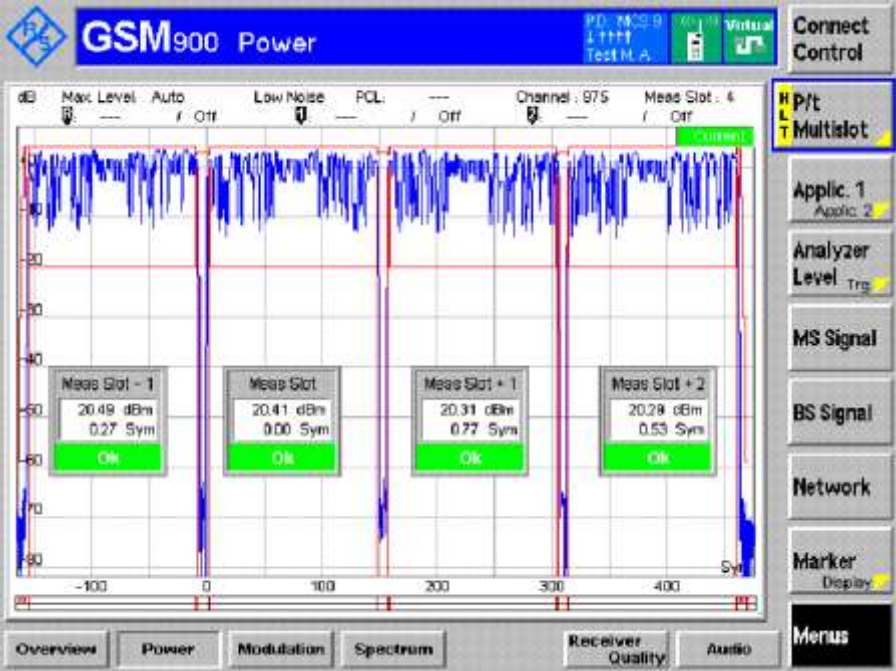 GSM900 Power
P.D. MCS 9
Test M. A
Virtual
Connect Control
dB Max. Level: Auto Low Noise PCL: --- Channel : 975 Meas Slot : 4
--- / Off 1 --- / Off 2 --- / Off
Current
-10
-20
-30
-40
-50
-60
-70
-80
Meas Slot - 1
20.49 dBm
0.27 Sym
Ok
Meas Slot
20.41 dBm
0.00 Sym
Ok
Meas Slot + 1
20.31 dBm
0.77 Sym
Ok
Meas Slot + 2
20.29 dBm
0.53 Sym
Ok
-100 0 100 200 300 400
HLT
P/t Multislot
Applic. 1
Applic. 2
Analyzer Level Trg
MS Signal
BS Signal
Network
Marker
Display
Menus
Overview Power Modulation Spectrum Receiver Quality Audio